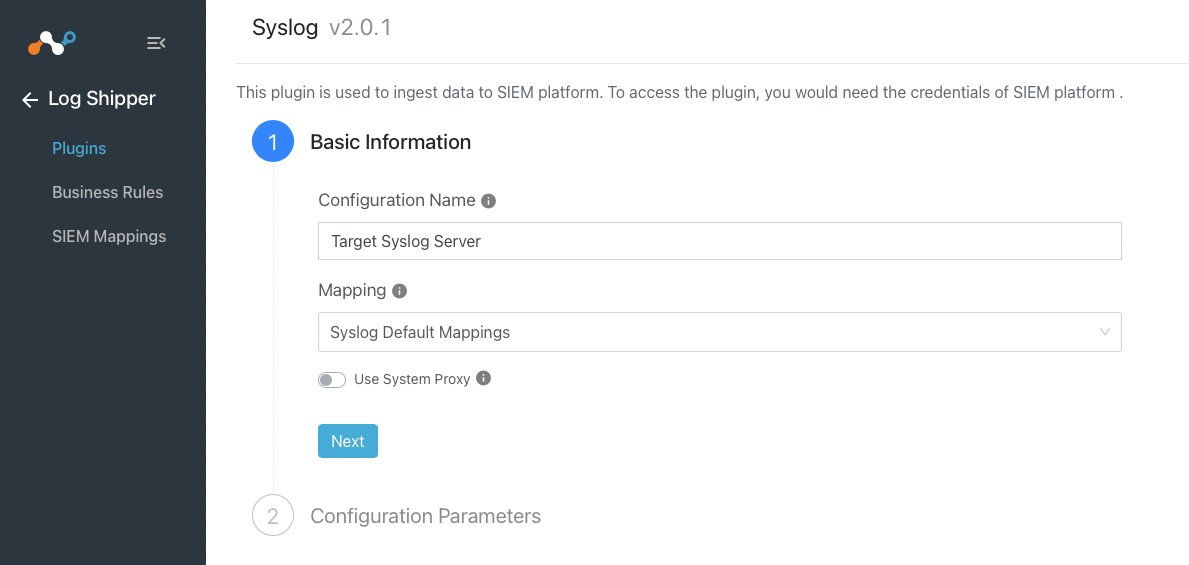 Log Shipper
Plugins
Business Rules
SIEM Mappings
Syslog v2.0.1
This plugin is used to ingest data to SIEM platform. To access the plugin, you would need the credentials of SIEM platform .
1 Basic Information
Configuration Name
Target Syslog Server
Mapping
Syslog Default Mappings
Use System Proxy
Next
2 Configuration Parameters